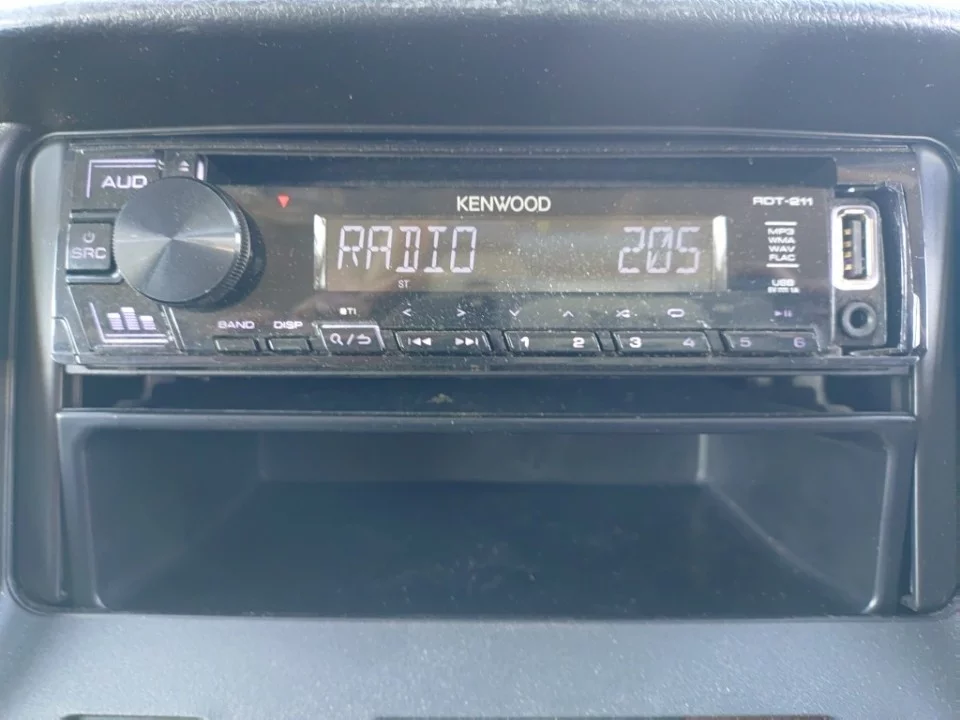 AUD
KENWOOD
RDT-211
SRC
RADIO 205
ST
MP3
WMA
WAV
FLAC
USB
BAND
DISP
1
2
3
4
5
6